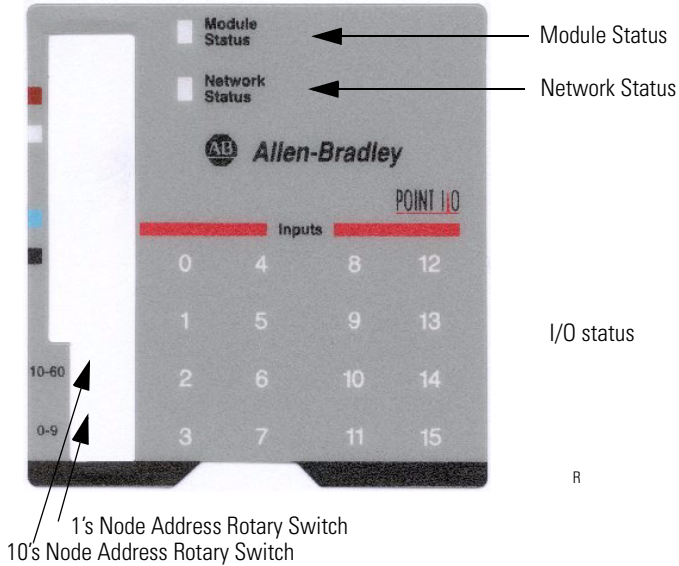 Module
Status
Module Status
Network
Status
Network Status
AB Allen-Bradley
POINT I/O
Inputs
0 4 8 12
1 5 9 13
I/O status
10-60
2 6 10 14
0-9
3 7 11 15
R
1's Node Address Rotary Switch
10's Node Address Rotary Switch